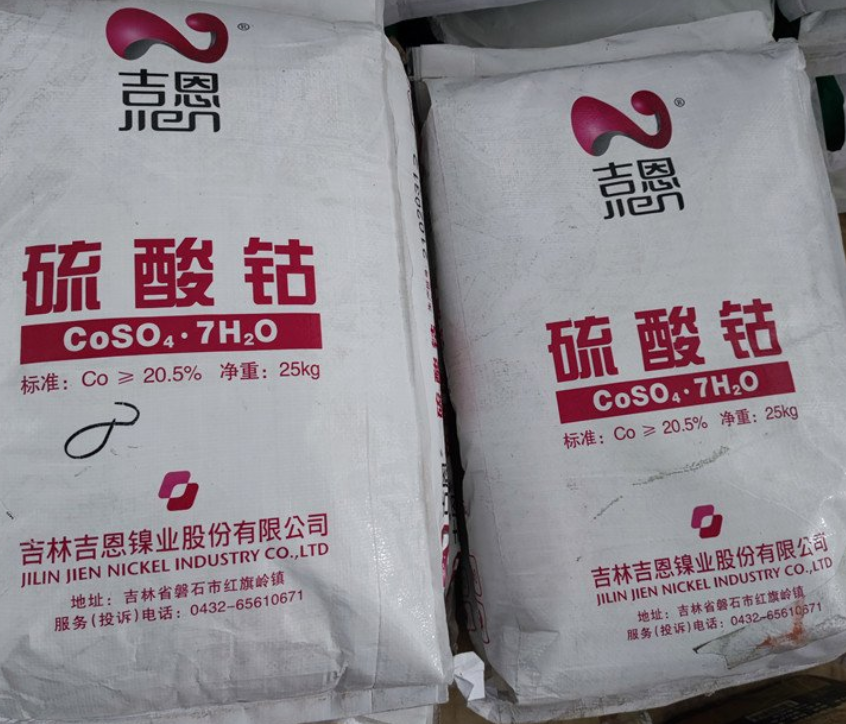 ®
吉恩
Jien
硫酸钴
CoSO₄·7H₂O
标准：Co ≥ 20.5% 净重：25kg
吉林吉恩镍业股份有限公司
JILIN JIEN NICKEL INDUSTRY CO.,LTD
地址：吉林省磐石市红旗岭镇
服务(投诉)电话：0432-65610671
®
吉恩
Jien
硫酸钴
CoSO₄·7H₂O
标准：Co ≥ 20.5% 净重：25kg
吉林吉恩镍业股份有限公司
JILIN JIEN NICKEL INDUSTRY CO.,LTD
地址：吉林省磐石市红旗岭镇
服务(投诉)电话：0432-65610671